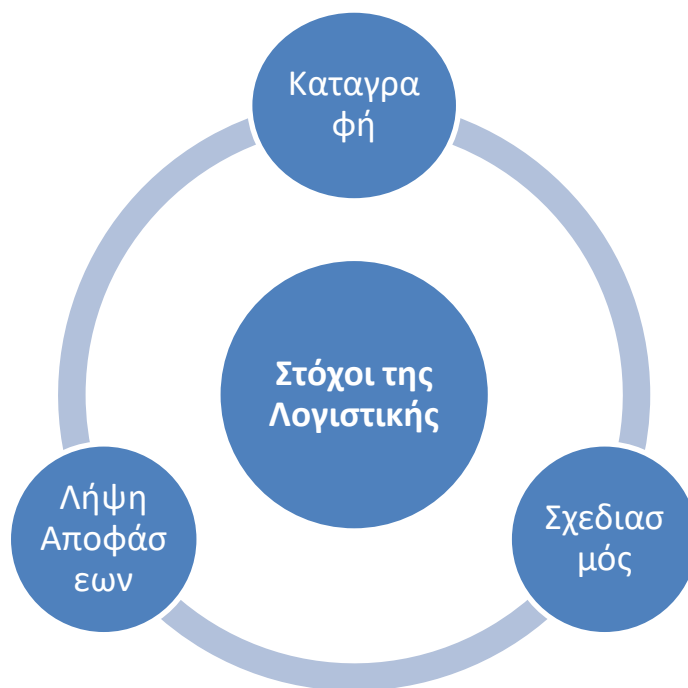 Καταγρα
φή
Στόχοι της
Λογιστικής
Λήψη
Αποφάσ
εων
Σχεδιασ
μός